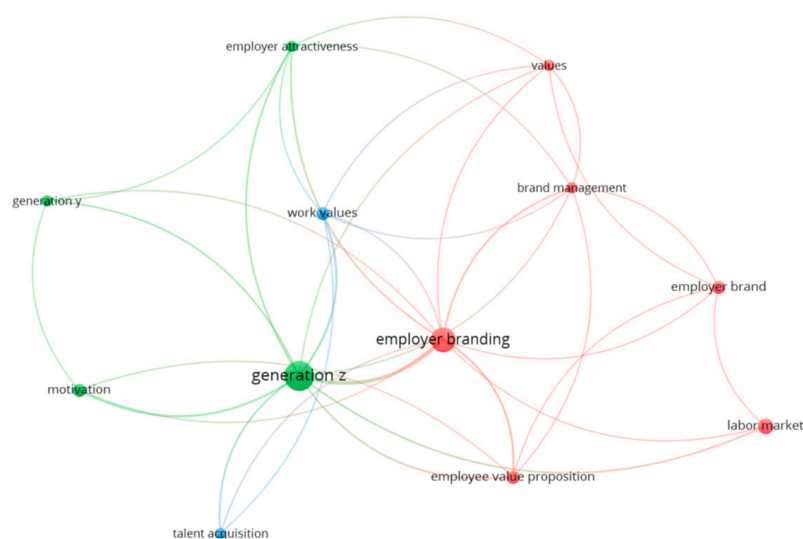 employer attractiveness
values
brand management
generation y
work values
employer brand
employer branding
generation z
motivation
labor market
employee value proposition
talent acquisition